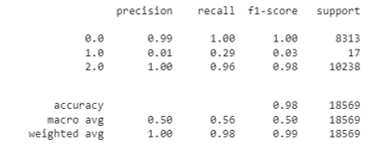 precision recall f1-score support
0.0 0.99 1.00 1.00 8313
1.0 0.01 0.29 0.03 17
2.0 1.00 0.96 0.98 10238
accuracy 0.98 18569
macro avg 0.50 0.56 0.50 18569
weighted avg 1.00 0.98 0.99 18569